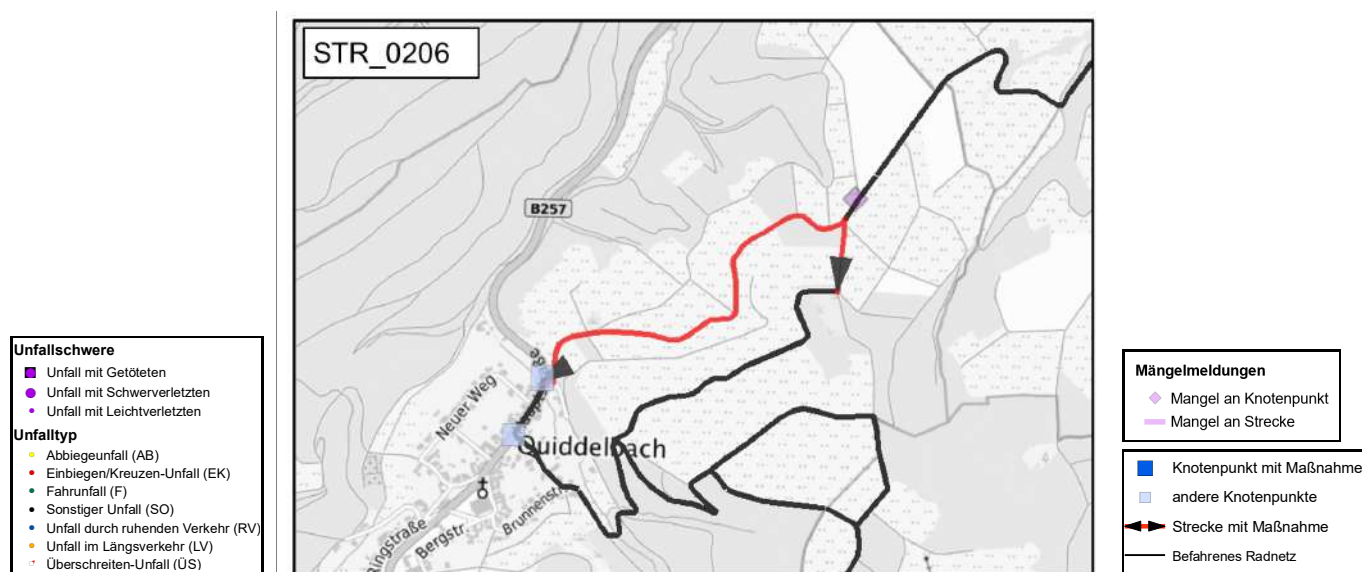 STR_0206
B257
Neuer Weg
Quiddelbach
Brunnenstr.
Bergstr.
Ringstraße
Unfallschwere
Unfall mit Getöteten
Unfall mit Schwerverletzten
Unfall mit Leichtverletzten
Unfalltyp
Abbiegeunfall (AB)
Einbiegen/Kreuzen-Unfall (EK)
Fahrunfall (F)
Sonstiger Unfall (SO)
Unfall durch ruhenden Verkehr (RV)
Unfall im Längsverkehr (LV)
Überschreiten-Unfall (ÜS)
Mängelmeldungen
Mangel an Knotenpunkt
Mangel an Strecke
Knotenpunkt mit Maßnahme
andere Knotenpunkte
Strecke mit Maßnahme
Befahrenes Radnetz